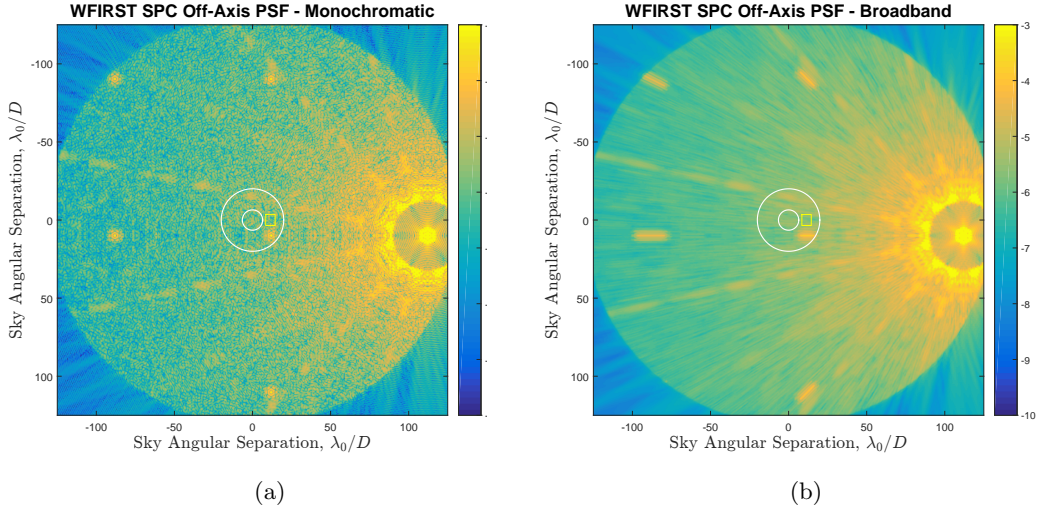 WFIRST SPC Off-Axis PSF - Monochromatic
-100
-50
0
50
100
Sky Angular Separation, λ0/D
-100 -50 0 50 100
Sky Angular Separation, λ0/D
(a)
WFIRST SPC Off-Axis PSF - Broadband
-100
-50
0
50
100
Sky Angular Separation, λ0/D
-100 -50 0 50 100
Sky Angular Separation, λ0/D
-3
-4
-5
-6
-7
-8
-9
-10
(b)